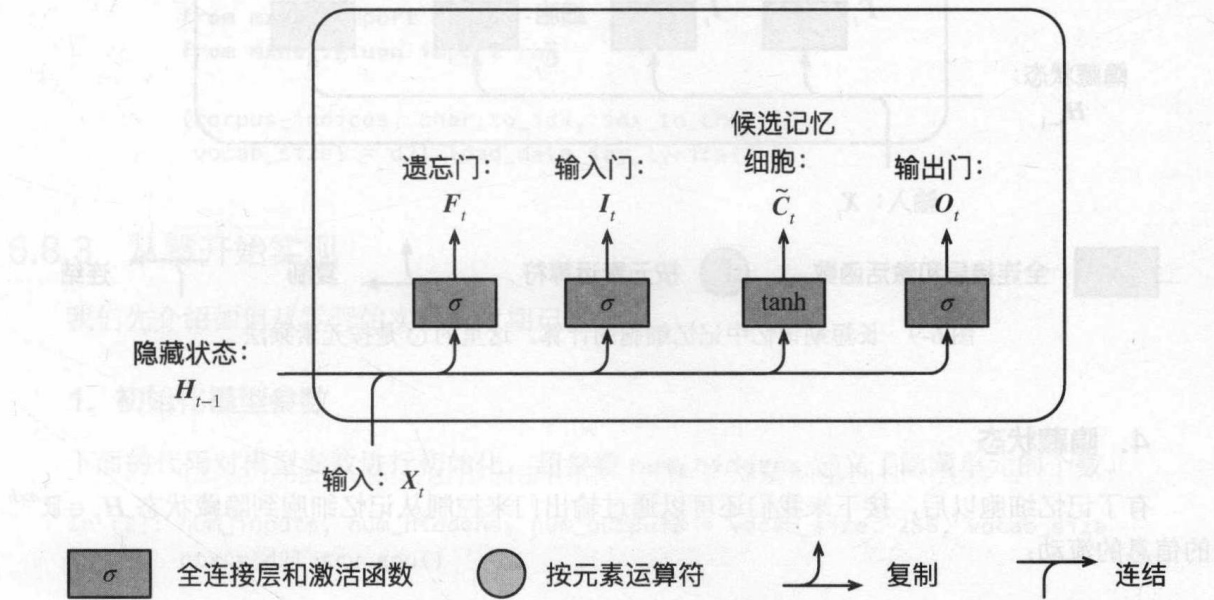 候选记忆
遗忘门： 输入门： 细胞： 输出门：
F_t I_t C̃_t O_t
σ σ tanh σ
隐藏状态：
H_{t-1}
输入：X_t
σ 全连接层和激活函数 按元素运算符 复制 连结